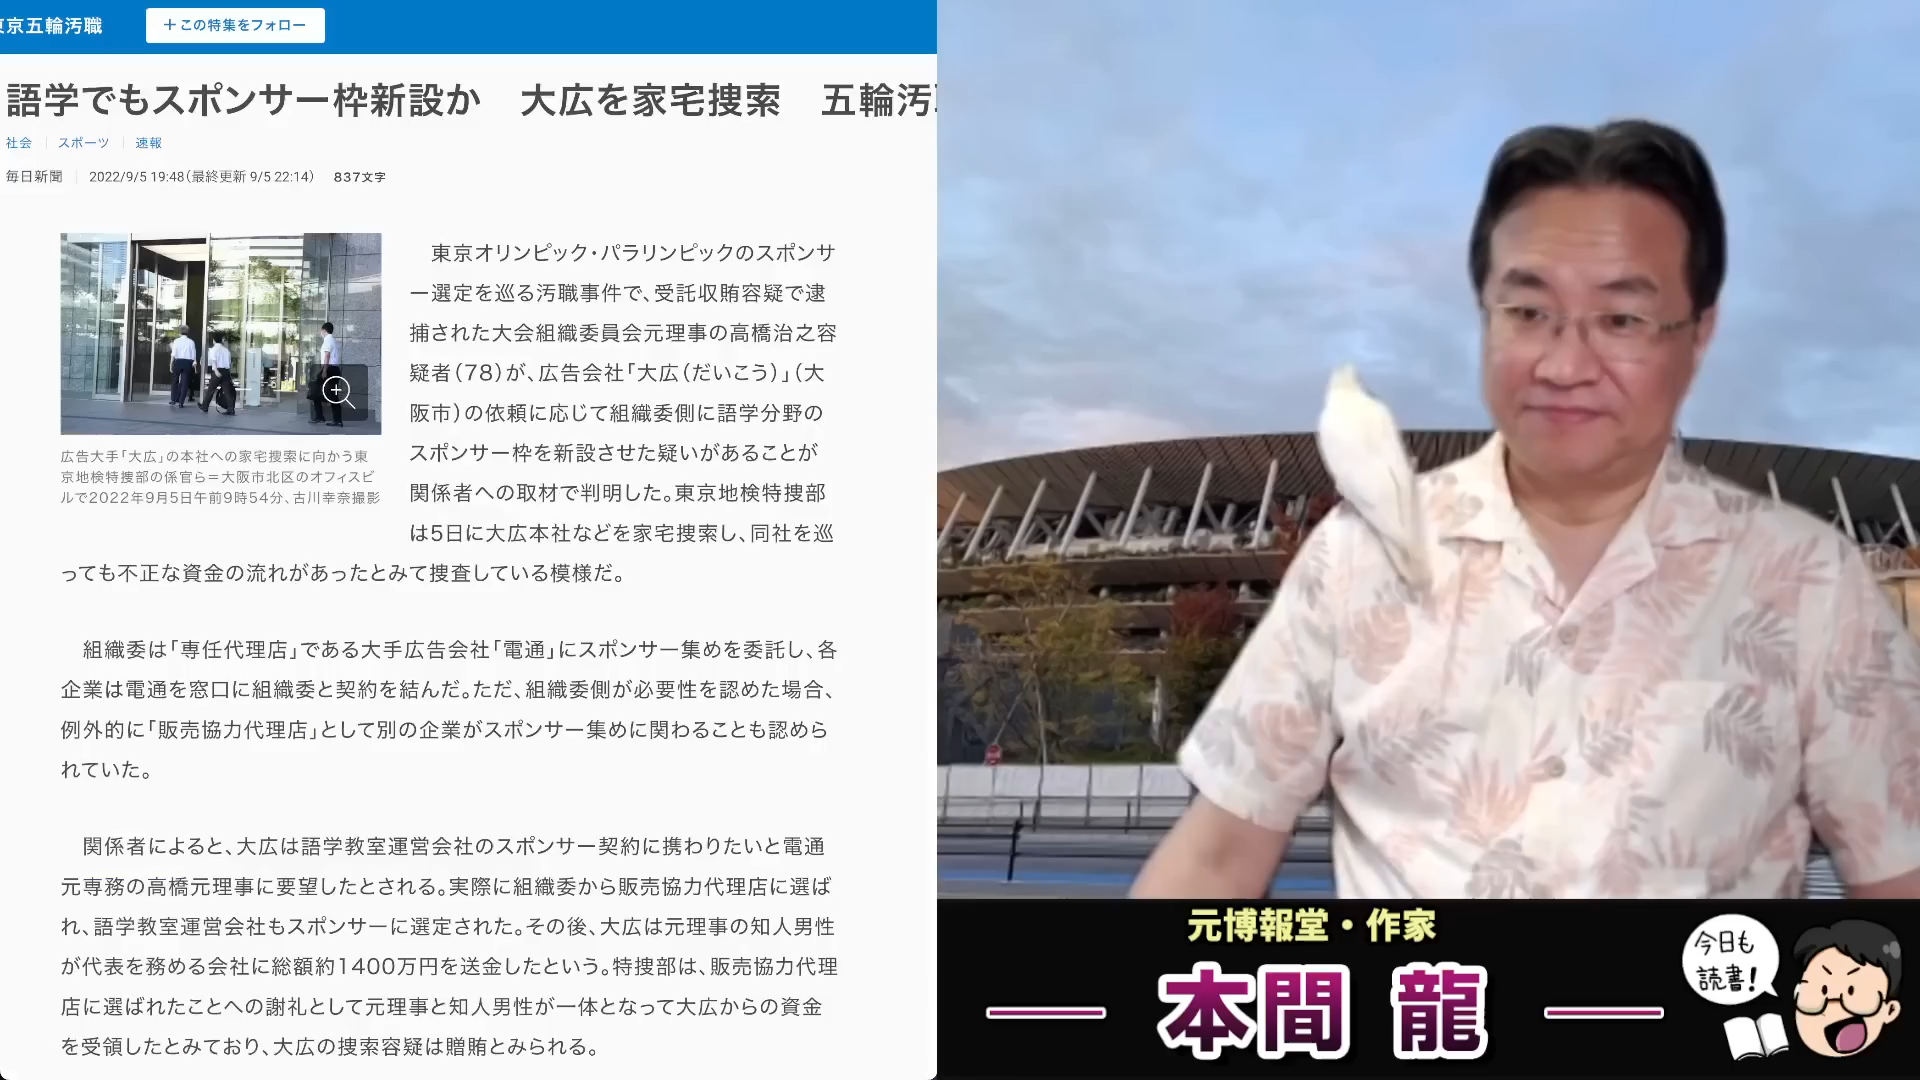 東京五輪汚職
＋この特集をフォロー
語学でもスポンサー枠新設か　大広を家宅捜索　五輪汚
社会
スポーツ
速報
毎日新聞
2022/9/5 19:48(最終更新 9/5 22:14)
837文字
東京オリンピック・パラリンピックのスポンサ
ー選定を巡る汚職事件で、受託収賄容疑で逮
捕された大会組織委員会元理事の高橋治之容
疑者(78)が、広告会社「大広(だいこう)」(大
阪市)の依頼に応じて組織委側に語学分野の
スポンサー枠を新設させた疑いがあることが
関係者への取材で判明した。東京地検特捜部
は5日に大広本社などを家宅捜索し、同社を巡
っても不正な資金の流れがあったとみて捜査している模様だ。
広告大手「大広」の本社への家宅捜索に向かう東
京地検特捜部の係官ら＝大阪市北区のオフィスビ
ルで2022年9月5日午前9時54分、古川幸奈撮影
組織委は「専任代理店」である大手広告会社「電通」にスポンサー集めを委託し、各
企業は電通を窓口に組織委と契約を結んだ。ただ、組織委側が必要性を認めた場合、
例外的に「販売協力代理店」として別の企業がスポンサー集めに関わることも認めら
れていた。
関係者によると、大広は語学教室運営会社のスポンサー契約に携わりたいと電通
元専務の高橋元理事に要望したとされる。実際に組織委から販売協力代理店に選ば
れ、語学教室運営会社もスポンサーに選定された。その後、大広は元理事の知人男性
が代表を務める会社に総額約1400万円を送金したという。特捜部は、販売協力代理
店に選ばれたことへの謝礼として元理事と知人男性が一体となって大広からの資金
を受領したとみており、大広の捜索容疑は贈賄とみられる。
元博報堂・作家
本間 龍
今日も
読書!